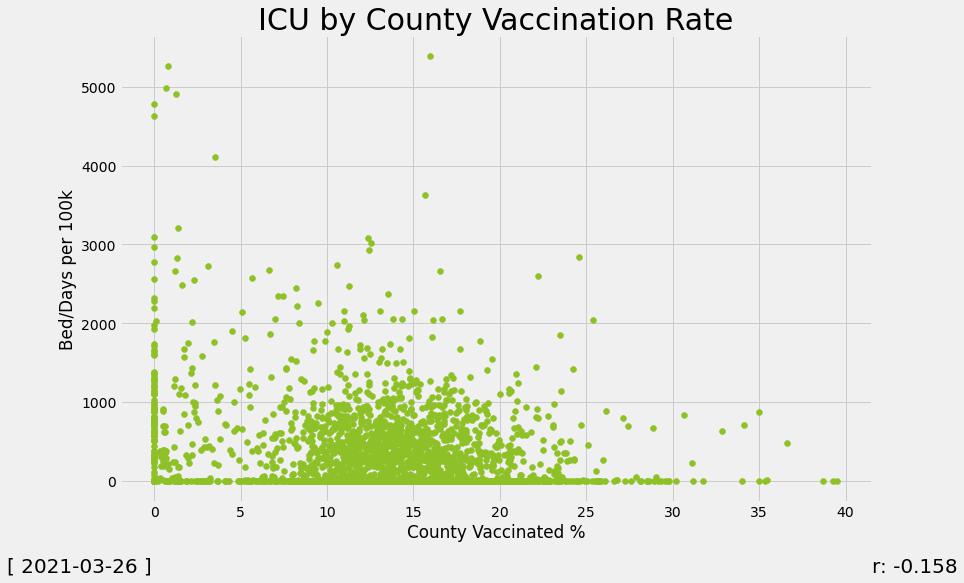 ICU by County Vaccination Rate
Bed/Days per 100k
5000
4000
3000
2000
1000
0
0 5 10 15 20 25 30 35 40
County Vaccinated %
[ 2021-03-26 ]
r: -0.158